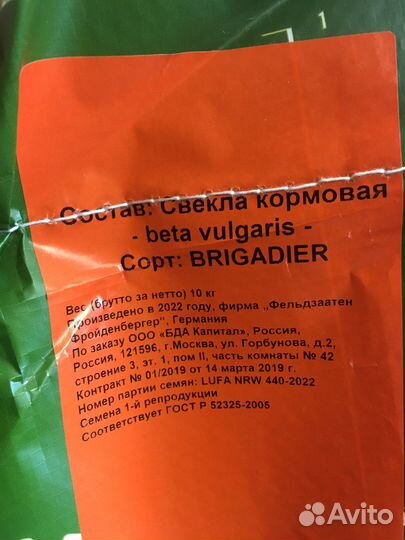 Состав: Свекла кормовая
- beta vulgaris -
Сорт: BRIGADIER
Вес (брутто за нетто) 10 кг
Произведено в 2022 году, фирма „Фельдзаатен
Фройденбергер“, Германия
По заказу ООО «БДА Капитал», Россия,
Россия, 121596, г.Москва, ул. Горбунова, д.2,
строение 3, эт. 1, пом II, часть комнаты № 42
Контракт № 01/2019 от 14 марта 2019 г.
Номер партии семян: LUFA NRW 440-2022
Семена 1-й репродукции
Соответствует ГОСТ Р 52325-2005
Avito